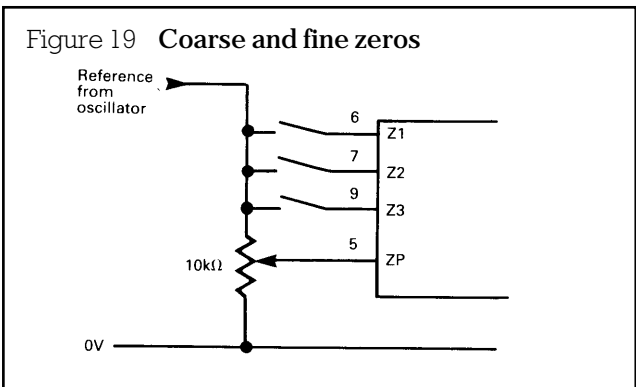 Figure 19 Coarse and fine zeros
Reference
from
oscillator
6
Z1
7
Z2
9
Z3
5
10kΩ
ZP
0V